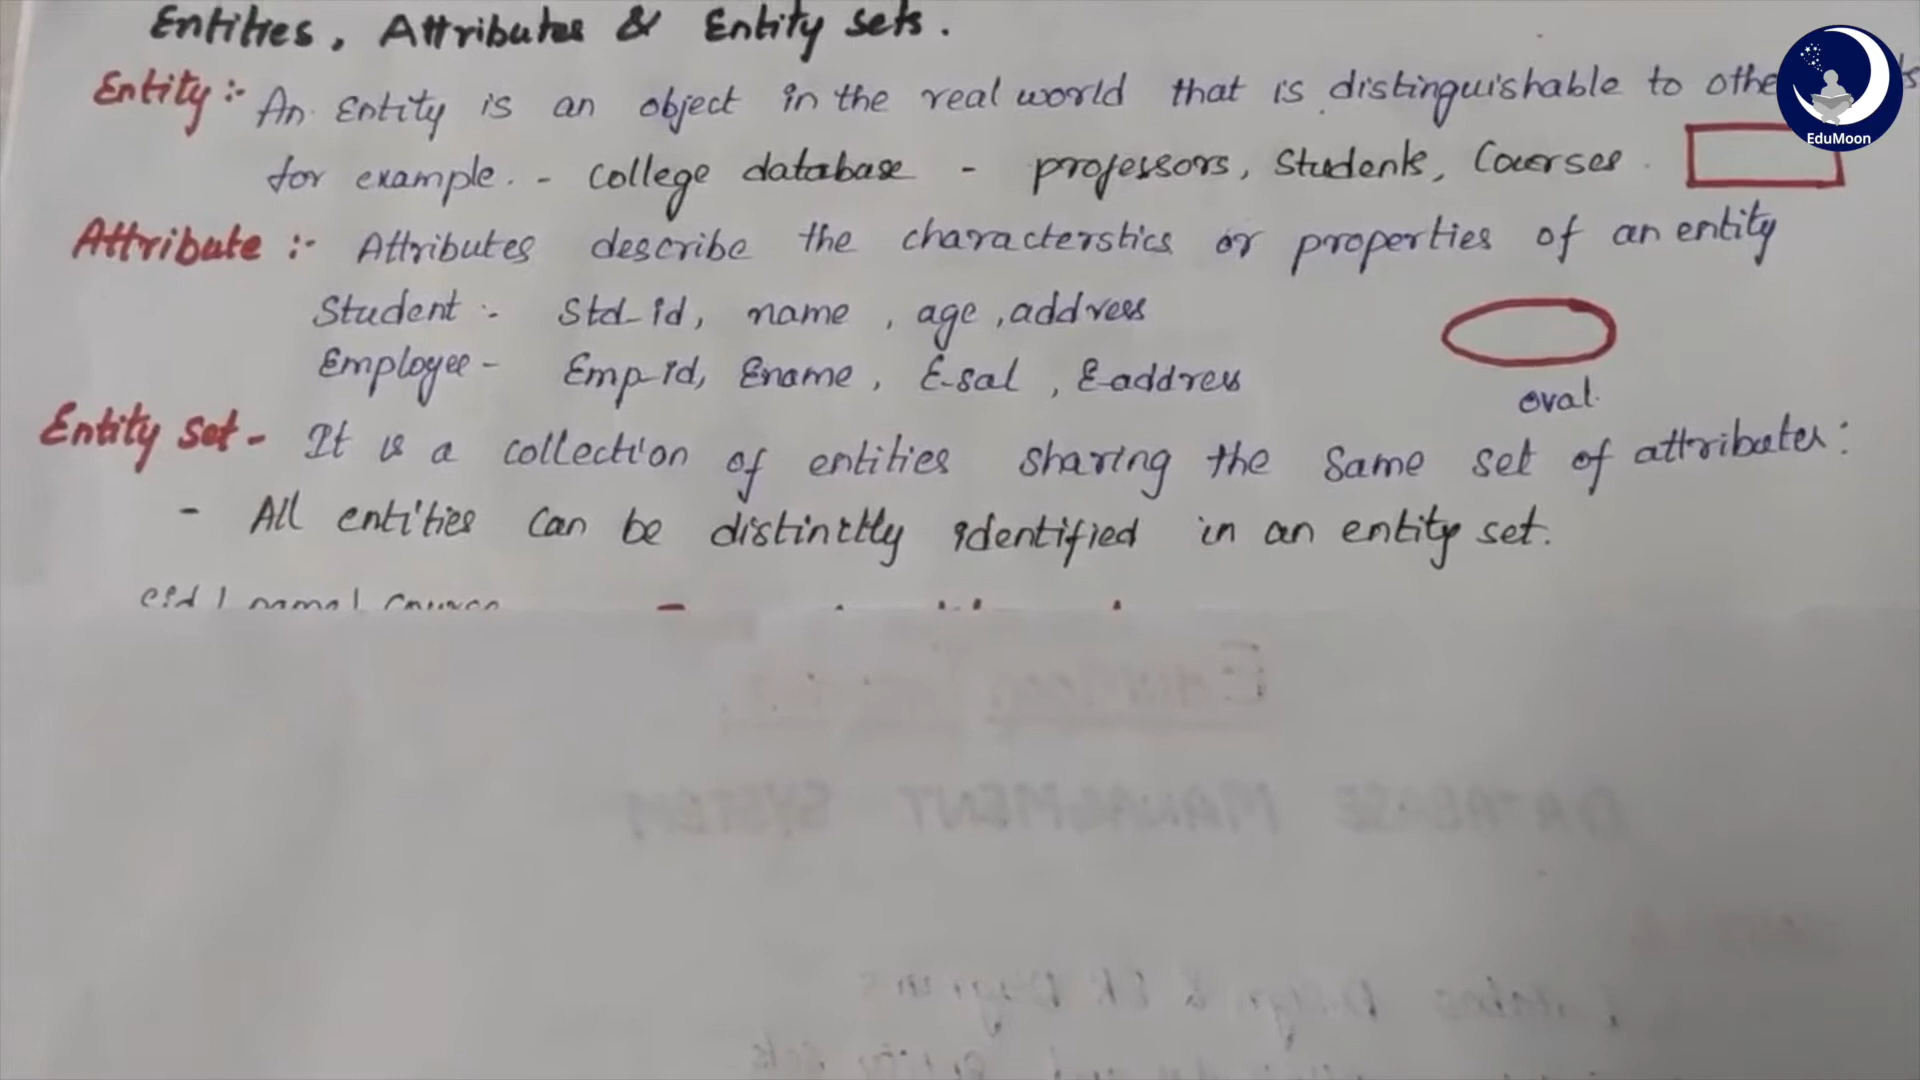 Entities, Attributes & Entity sets.
Entity :- An Entity is an object in the real world that is distinguishable to
for example. - college database - professors, Students, Courses.
Attribute :- Attributes describe the characterstics or properties of an entity
Student :- Std-id, name, age, address
Employee - Emp-id, Ename, E-sal, E-address
oval.
Entity set - It is a collection of entities sharing the same set of attributes:
- All entities can be distinctly identified in an entity set.
DATABASE MANAGMENT SYSTEM
EduMoon